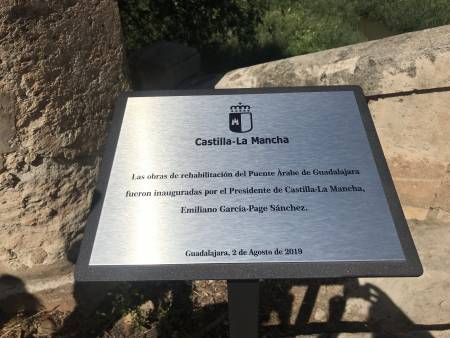 Castilla-La Mancha
Las obras de rehabilitación del Puente Árabe de Guadalajara
fueron inauguradas por el Presidente de Castilla-La Mancha,
Emiliano García-Page Sánchez.
Guadalajara, 2 de Agosto de 2019